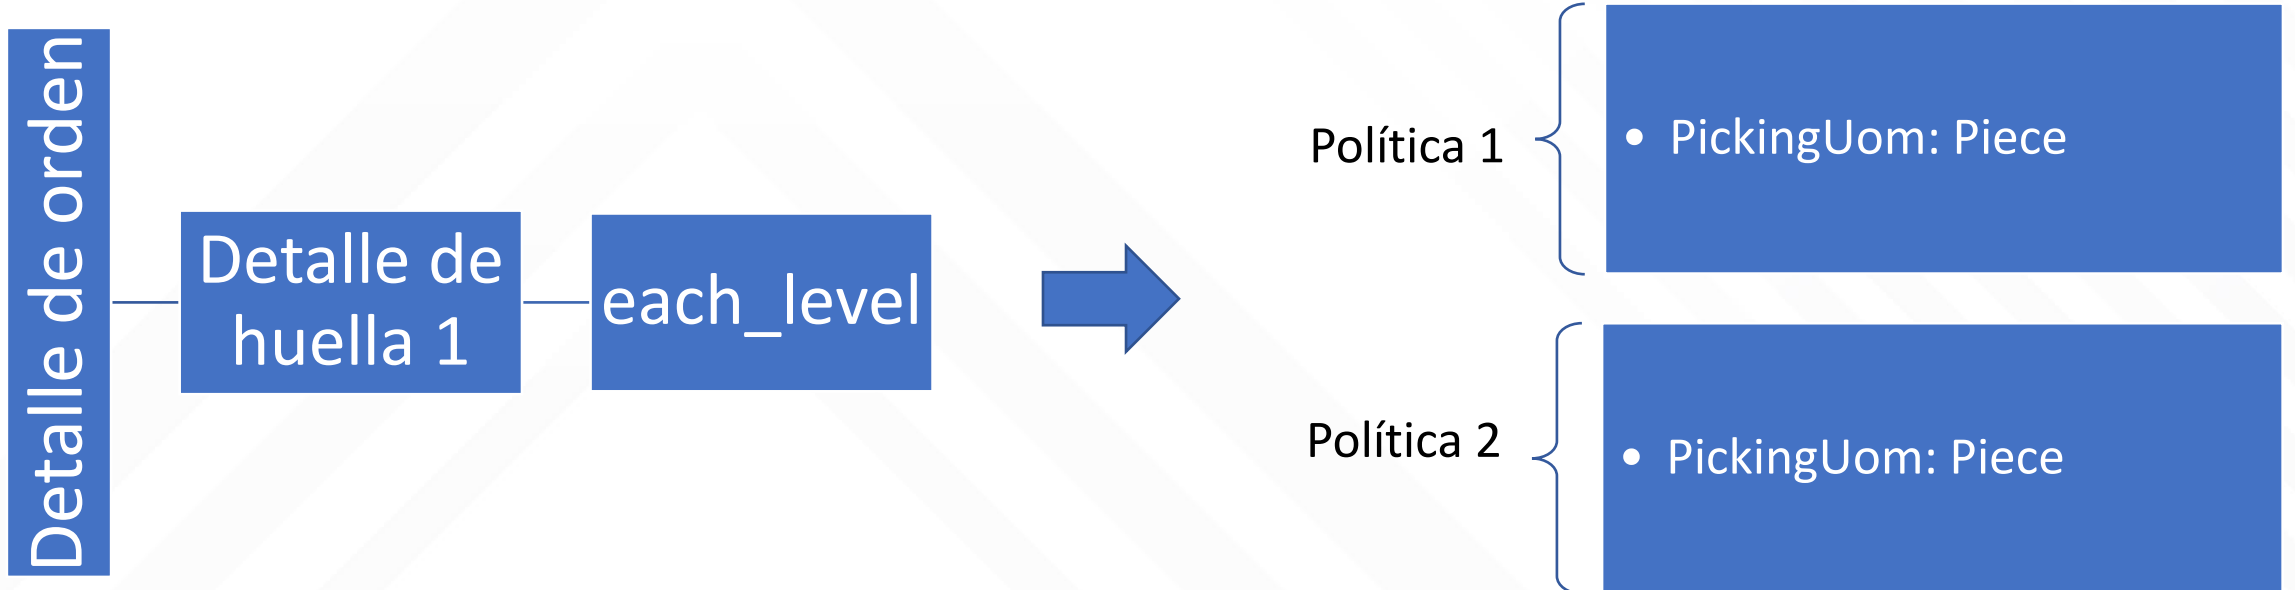 Detalle de orden
Detalle de
huella 1
each_level
Política 1
• PickingUom: Piece
Política 2
• PickingUom: Piece